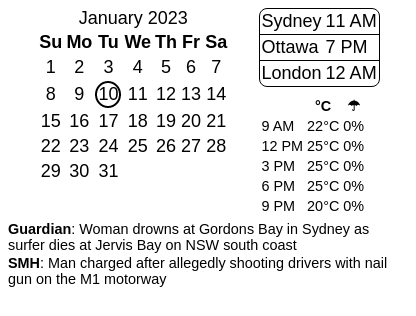 January 2023
Su Mo Tu We Th Fr Sa
1 2 3 4 5 6 7
8 9 10 11 12 13 14
15 16 17 18 19 20 21
22 23 24 25 26 27 28
29 30 31
Sydney 11 AM
Ottawa 7 PM
London 12 AM
°C ☂
9 AM 22°C 0%
12 PM 25°C 0%
3 PM 25°C 0%
6 PM 25°C 0%
9 PM 20°C 0%
Guardian: Woman drowns at Gordons Bay in Sydney as
surfer dies at Jervis Bay on NSW south coast
SMH: Man charged after allegedly shooting drivers with nail
gun on the M1 motorway